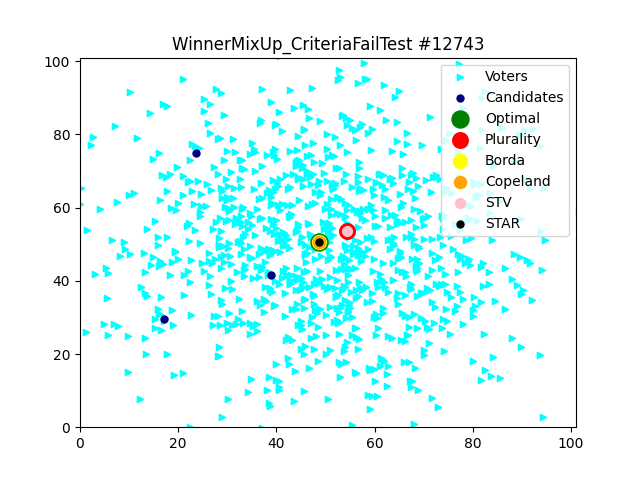 WinnerMixUp_CriteriaFailTest #12743
100
80
60
40
20
0
0
20
40
60
80
100
Voters
Candidates
Optimal
Plurality
Borda
Copeland
STV
STAR